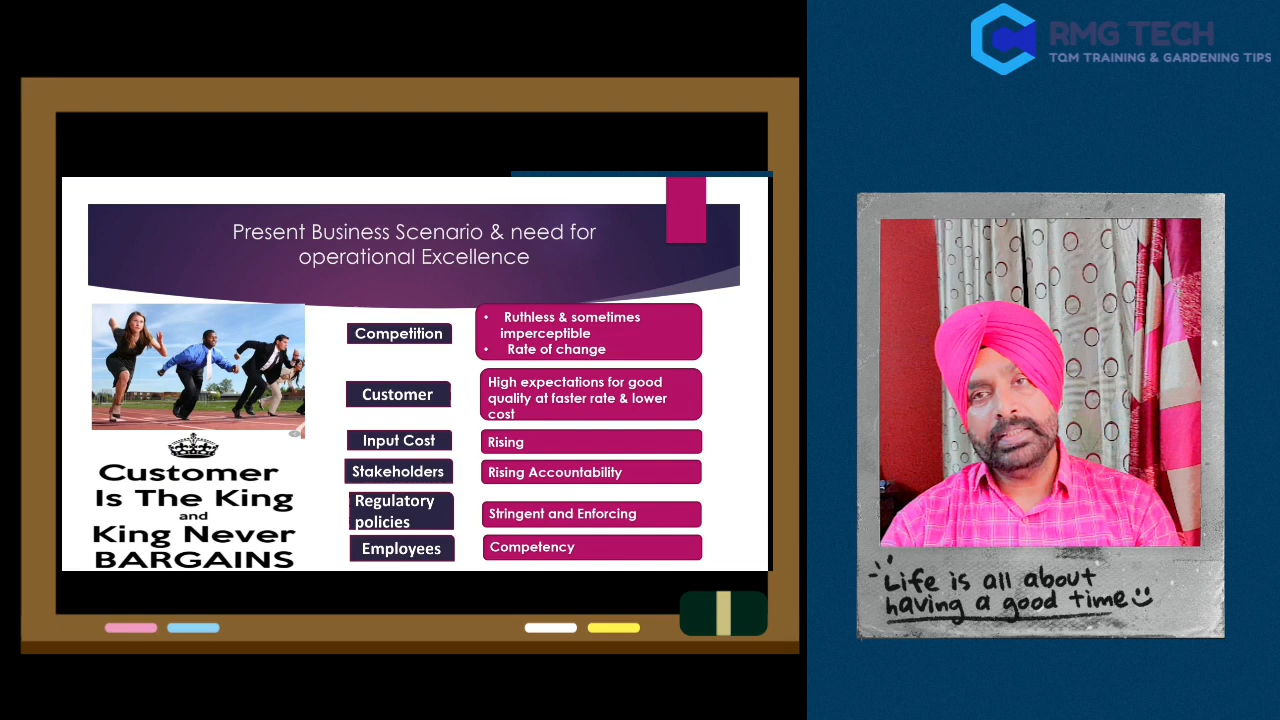 RMG TECH
TQM TRAINING & GARDENING TIPS
Present Business Scenario & need for
operational Excellence
Competition
• Ruthless & sometimes
imperceptible
• Rate of change
Customer
High expectations for good
quality at faster rate & lower
cost
Input Cost
Rising
Stakeholders
Rising Accountability
Regulatory
policies
Stringent and Enforcing
Employees
Competency
Customer
Is The King
and
King Never
BARGAINS
Life is all about
having a good time